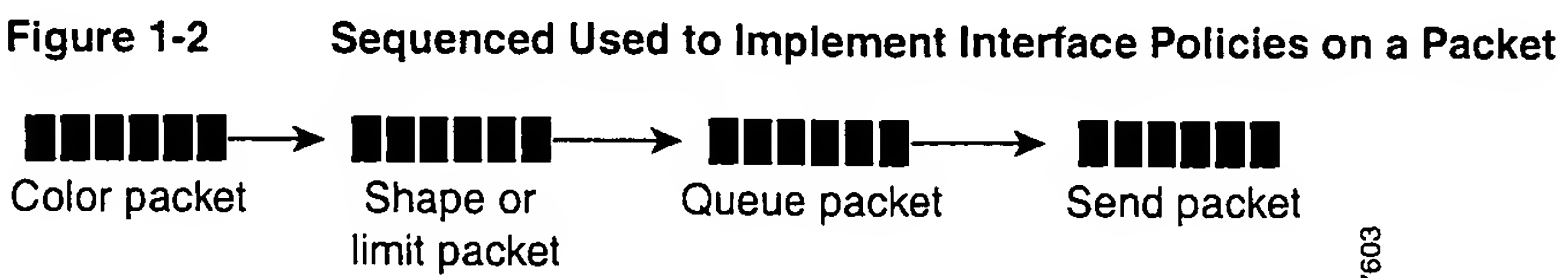 Figure 1-2 Sequenced Used to Implement Interface Policies on a Packet
Color packet
Shape or
limit packet
Queue packet
Send packet
7603